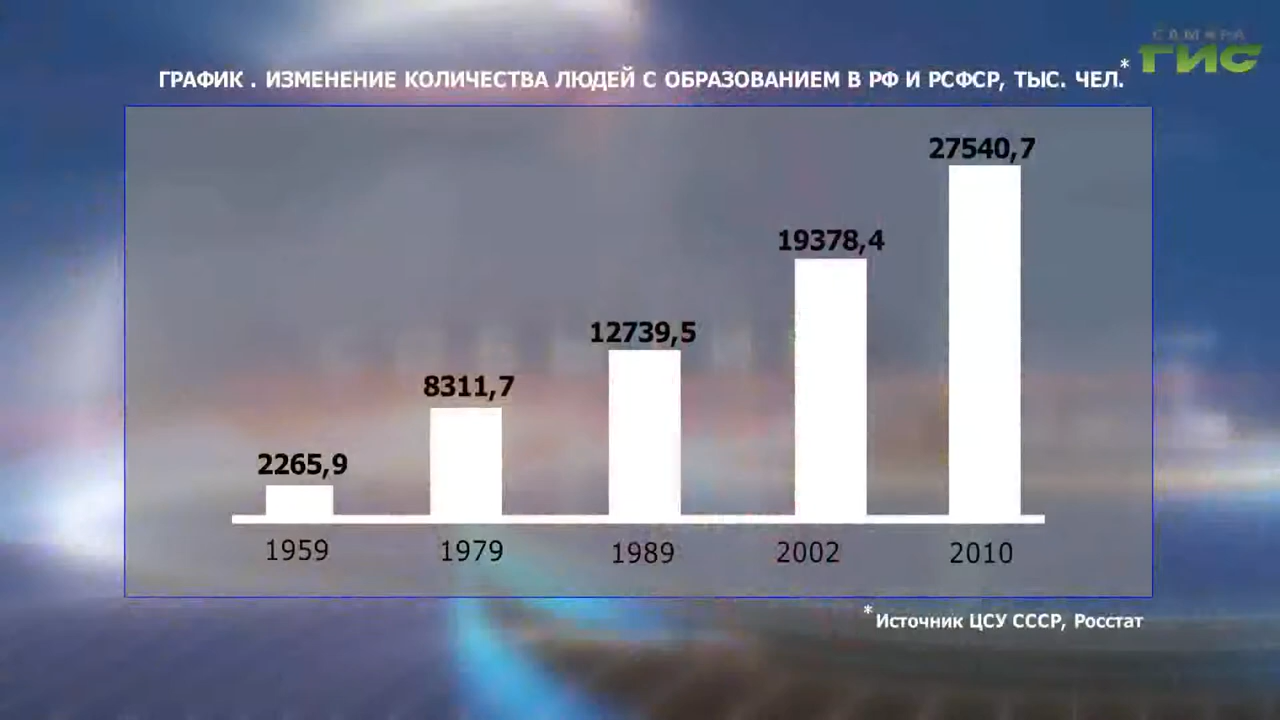 САМАРА
ГИС
ГРАФИК . ИЗМЕНЕНИЕ КОЛИЧЕСТВА ЛЮДЕЙ С ОБРАЗОВАНИЕМ В РФ И РСФСР, ТЫС. ЧЕЛ.*
27540,7
19378,4
12739,5
8311,7
2265,9
1959 1979 1989 2002 2010
* Источник ЦСУ СССР, Росстат